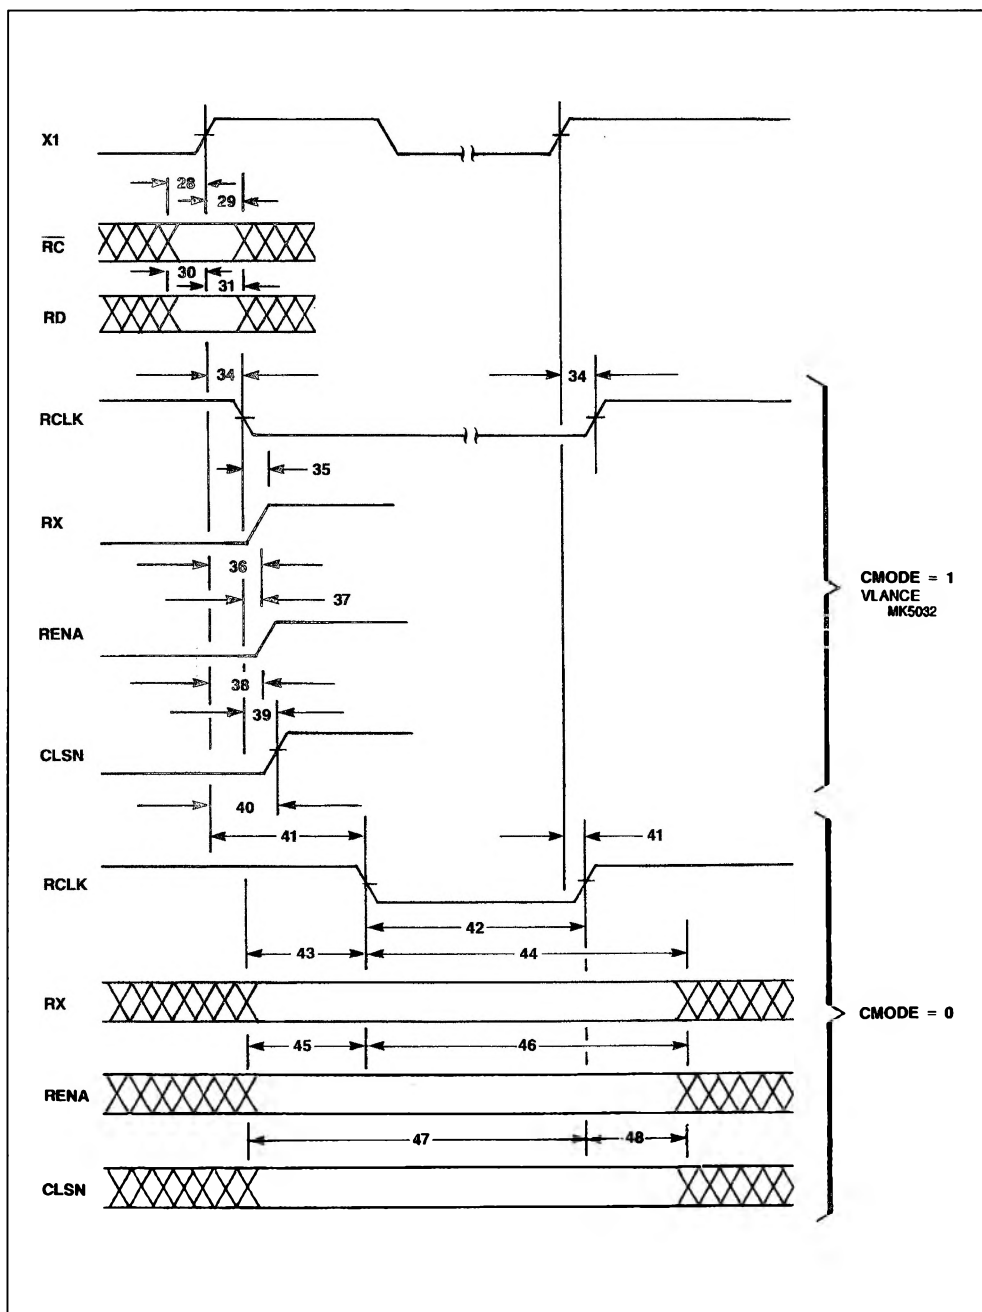 X1
28
29
RC
30
31
RD
34
34
RCLK
35
RX
36
37
RENA
38
39
CLSN
40
41
41
RCLK
42
43
44
RX
45
46
RENA
47
48
CLSN
CMODE = 1
VLANCE
MK5032
CMODE = 0